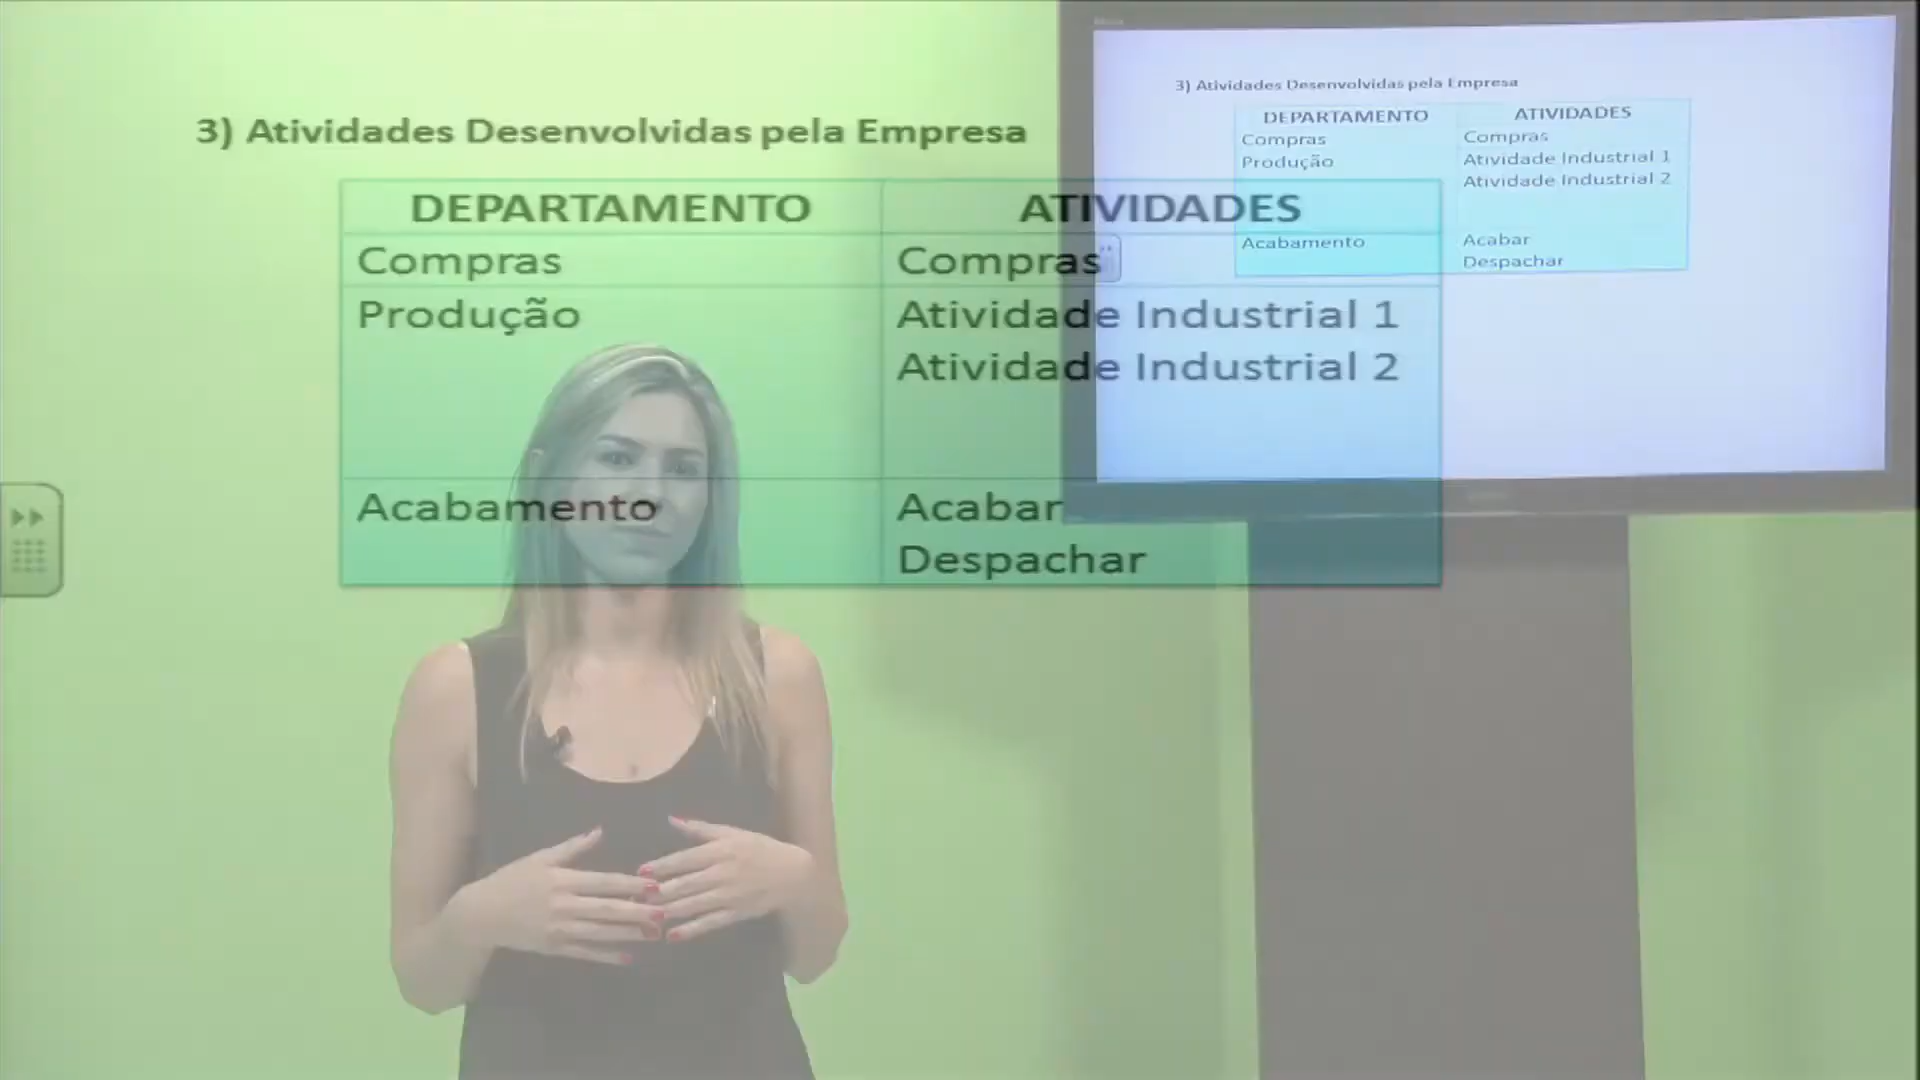 3) Atividades Desenvolvidas pela Empresa
DEPARTAMENTO ATIVIDADES
Compras Compras
Produção Atividade Industrial 1
Atividade Industrial 2
Acabamento Acabar
Despachar
3) Atividades Desenvolvidas pela Empresa
DEPARTAMENTO ATIVIDADES
Compras Compras
Produção Atividade Industrial 1
Atividade Industrial 2
Acabamento Acabar
Despachar